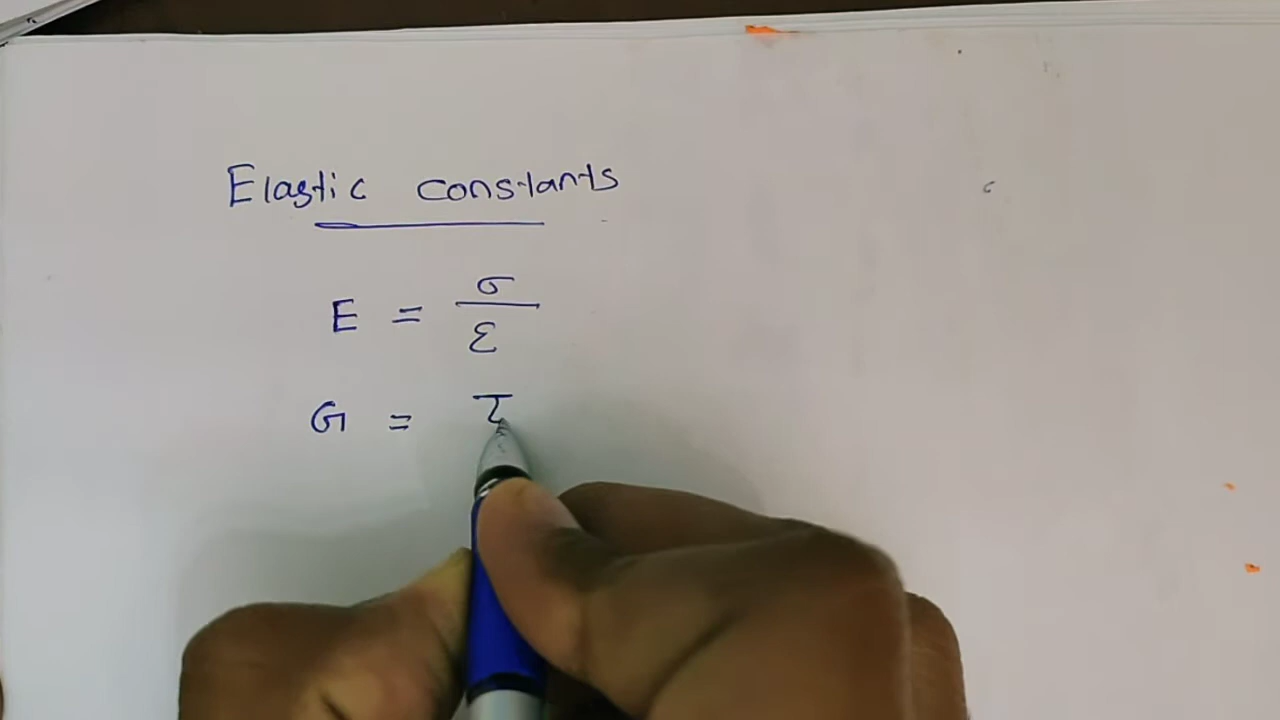 Elastic constants
E = σ/ε
G = τ